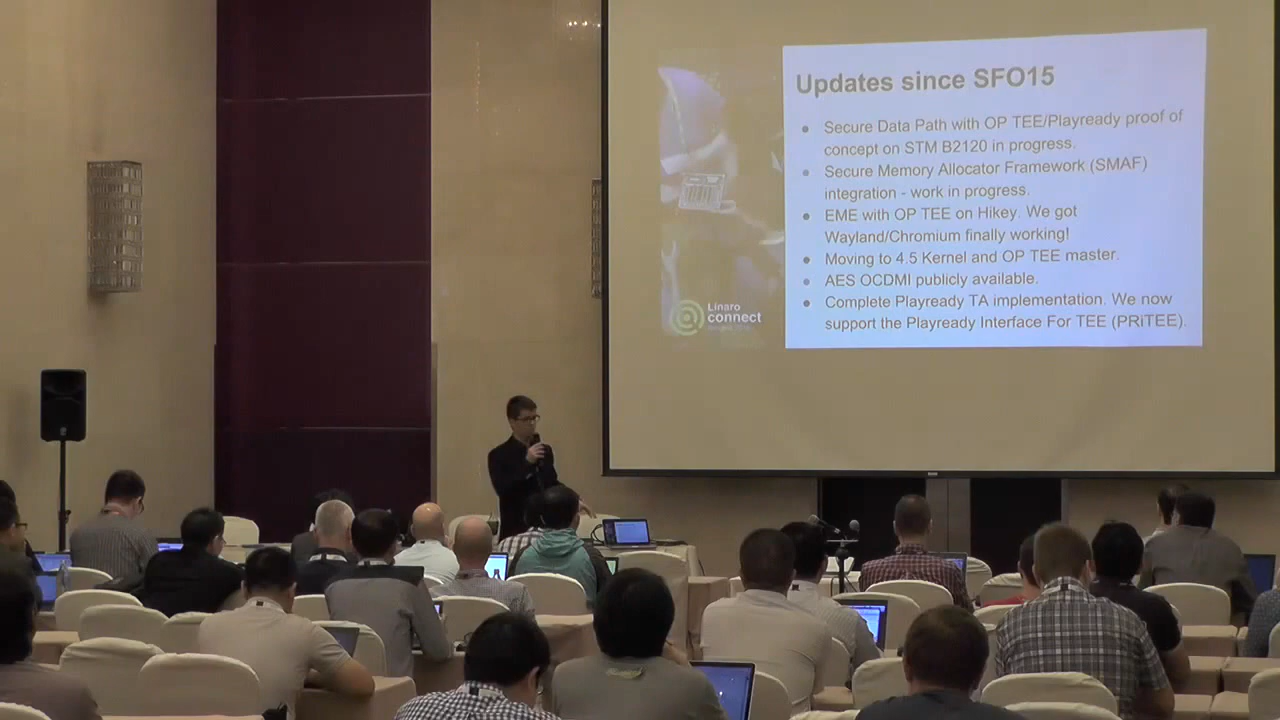 Updates since SFO15
● Secure Data Path with OP TEE/Playready proof of
concept on STM B2120 in progress.
● Secure Memory Allocator Framework (SMAF)
integration - work in progress.
● EME with OP TEE on Hikey. We got
Wayland/Chromium finally working!
● Moving to 4.5 Kernel and OP TEE master.
● AES OCDMI publicly available.
● Complete Playready TA implementation. We now
support the Playready Interface For TEE (PRiTEE).
Linaro
connect